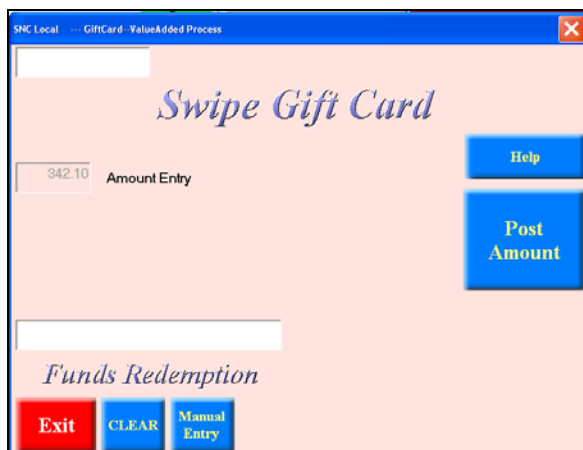 SNC Local --- GiftCard--ValueAdded Process
Swipe Gift Card
Help
342.10 Amount Entry
Post
Amount
Funds Redemption
Exit CLEAR Manual
Entry